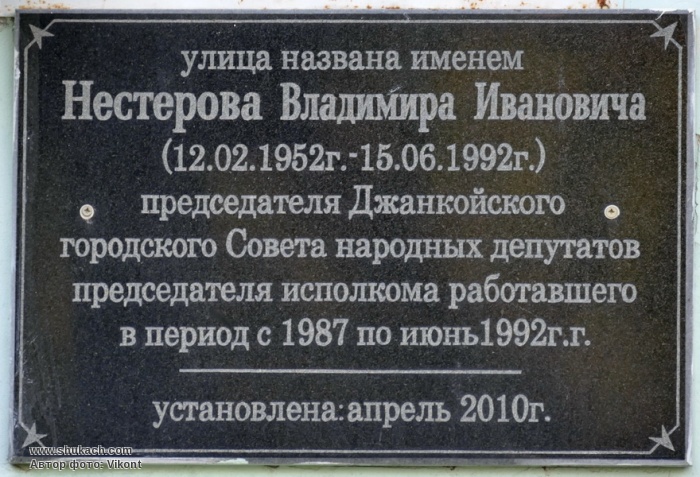 улица названа именем
Нестерова Владимира Ивановича
(12.02.1952г.-15.06.1992г.)
председателя Джанкойского
городского Совета народных депутатов
председателя исполкома работавшего
в период с 1987 по июнь1992г.г.
установлена:апрель 2010г.
www.shukach.com
Автор фото: Vikont